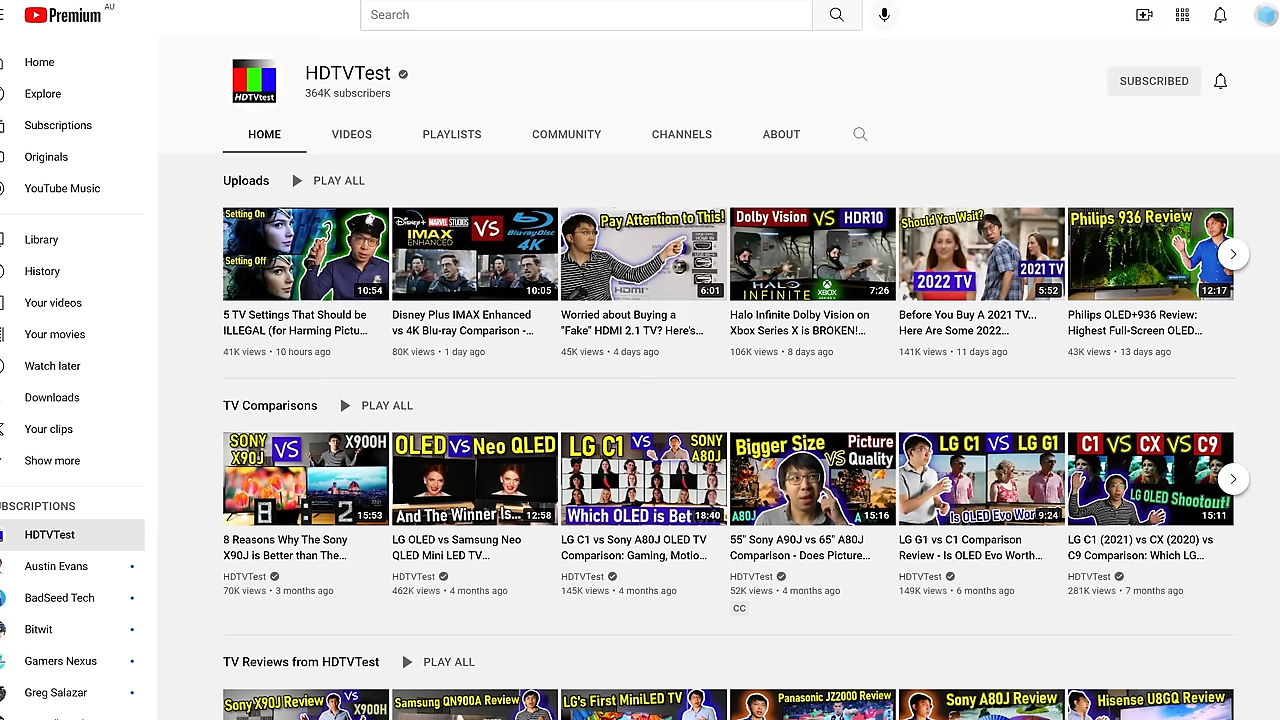 Premium AU
Search
Home
Explore
Subscriptions
Originals
YouTube Music
Library
History
Your videos
Your movies
Watch later
Downloads
Your clips
Show more
BSCRIPTIONS
HDTVTest
Austin Evans
BadSeed Tech
Bitwit
Gamers Nexus
Greg Salazar
HDTVtest
HDTVTest
364K subscribers
SUBSCRIBED
HOME VIDEOS PLAYLISTS COMMUNITY CHANNELS ABOUT
Uploads PLAY ALL
Setting On
Setting Off
10:54
5 TV Settings That Should be
ILLEGAL (for Harming Pictu...
41K views • 10 hours ago
Disney+ MARVEL STUDIOS
IMAX
ENHANCED
VS
Blu-rayDisc
4K
10:05
Disney Plus IMAX Enhanced
vs 4K Blu-ray Comparison -...
80K views • 1 day ago
Pay Attention to This!
HDMI
6:01
Worried about Buying a
"Fake" HDMI 2.1 TV? Here's...
45K views • 4 days ago
Dolby Vision VS HDR10
HALO
INFINITE
XBOX
7:26
Halo Infinite Dolby Vision on
Xbox Series X is BROKEN!...
106K views • 8 days ago
Should You Wait?
2022 TV
2021 TV
5:52
Before You Buy A 2021 TV...
Here Are Some 2022...
141K views • 11 days ago
Philips 936 Review
12:17
Philips OLED+936 Review:
Highest Full-Screen OLED...
43K views • 13 days ago
TV Comparisons PLAY ALL
SONY
X90J
VS
X900H
8 2
15:53
8 Reasons Why The Sony
X90J is Better than The...
HDTVTest
70K views • 3 months ago
OLED VS Neo QLED
And The Winner Is...
12:58
LG OLED vs Samsung Neo
QLED Mini LED TV...
HDTVTest
462K views • 4 months ago
LG C1 VS SONY
A80J
Which OLED is Bet
18:40
LG C1 vs Sony A80J OLED TV
Comparison: Gaming, Motio...
HDTVTest
145K views • 4 months ago
Bigger Size
VS
Picture
Quality
A80J
A90J
15:16
55" Sony A90J vs 65" A80J
Comparison - Does Picture...
HDTVTest
52K views • 4 months ago
CC
LG C1 VS LG G1
Is OLED Evo Wor
9:24
LG G1 vs C1 Comparison
Review - Is OLED Evo Worth...
HDTVTest
149K views • 6 months ago
C1 VS CX VS C9
LG OLED Shootout!
15:11
LG C1 (2021) vs CX (2020) vs
C9 Comparison: Which LG...
HDTVTest
281K views • 7 months ago
TV Reviews from HDTVTest PLAY ALL
Sony X90J Review VS
X900H
Samsung QN900A Review
LG's First MiniLED TV
Panasonic JZ2000 Review
Sony A80J Review
Hisense U8GQ Review